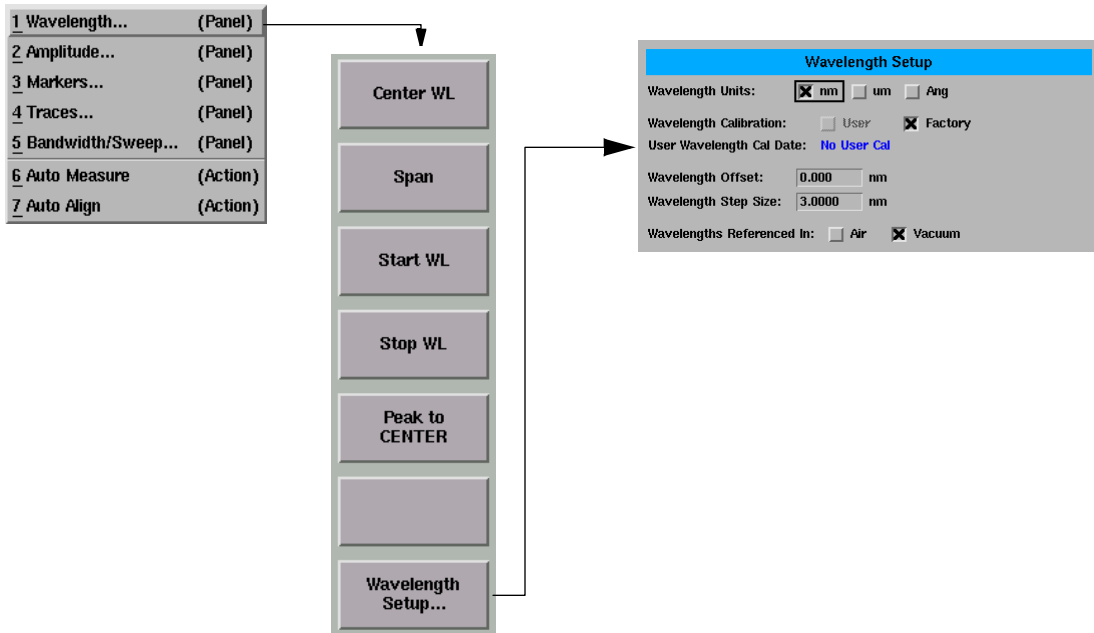 1 Wavelength... (Panel)
2 Amplitude... (Panel)
3 Markers... (Panel)
4 Traces... (Panel)
5 Bandwidth/Sweep... (Panel)
6 Auto Measure (Action)
7 Auto Align (Action)
Center WL
Span
Start WL
Stop WL
Peak to
CENTER
Wavelength
Setup...
Wavelength Setup
Wavelength Units: nm um Ang
Wavelength Calibration: User Factory
User Wavelength Cal Date: No User Cal
Wavelength Offset: 0.000 nm
Wavelength Step Size: 3.0000 nm
Wavelengths Referenced In: Air Vacuum